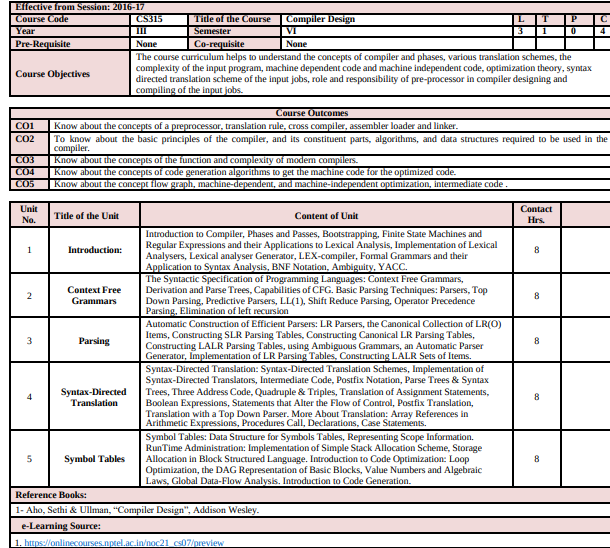 Effective from Session: 2016-17
Course Code CS315 Title of the Course Compiler Design L T P C
Year III Semester VI 3 1 0 4
Pre-Requisite None Co-requisite None
Course Objectives
The course curriculum helps to understand the concepts of compiler and phases, various translation schemes, the
complexity of the input program, machine dependent code and machine independent code, optimization theory, syntax
directed translation scheme of the input jobs, role and responsibility of pre-processor in compiler designing and
compiling of the input jobs.
Course Outcomes
CO1 Know about the concepts of a preprocessor, translation rule, cross compiler, assembler loader and linker.
CO2 To know about the basic principles of the compiler, and its constituent parts, algorithms, and data structures required to be used in the
compiler.
CO3 Know about the concepts of the function and complexity of modern compilers.
CO4 Know about the concepts of code generation algorithms to get the machine code for the optimized code.
CO5 Know about the concept flow graph, machine-dependent, and machine-independent optimization, intermediate code .
Unit No. Title of the Unit Content of Unit Contact Hrs.
1 Introduction: 8
Introduction to Compiler, Phases and Passes, Bootstrapping, Finite State Machines and
Regular Expressions and their Applications to Lexical Analysis, Implementation of Lexical
Analysers, Lexical analyser Generator, LEX-compiler, Formal Grammars and their
Application to Syntax Analysis, BNF Notation, Ambiguity, YACC.
2 Context Free Grammars 8
The Syntactic Specification of Programming Languages: Context Free Grammars,
Derivation and Parse Trees, Capabilities of CFG. Basic Parsing Techniques: Parsers, Top
Down Parsing, Predictive Parsers, LL(1), Shift Reduce Parsing, Operator Precedence
Parsing, Elimination of left recursion
3 Parsing 8
Automatic Construction of Efficient Parsers: LR Parsers, the Canonical Collection of LR(O)
Items, Constructing SLR Parsing Tables, Constructing Canonical LR Parsing Tables,
Constructing LALR Parsing Tables, using Ambiguous Grammars, an Automatic Parser
Generator, Implementation of LR Parsing Tables, Constructing LALR Sets of Items.
4 Syntax-Directed Translation 8
Syntax-Directed Translation: Syntax-Directed Translation Schemes, Implementation of
Syntax-Directed Translators, Intermediate Code, Postfix Notation, Parse Trees & Syntax
Trees, Three Address Code, Quadruple & Triples, Translation of Assignment Statements,
Boolean Expressions, Statements that Alter the Flow of Control, Postfix Translation,
Translation with a Top Down Parser. More About Translation: Array References in
Arithmetic Expressions, Procedures Call, Declarations, Case Statements.
5 Symbol Tables 8
Symbol Tables: Data Structure for Symbols Tables, Representing Scope Information.
RunTime Administration: Implementation of Simple Stack Allocation Scheme, Storage
Allocation in Block Structured Language. Introduction to Code Optimization: Loop
Optimization, the DAG Representation of Basic Blocks, Value Numbers and Algebraic
Laws, Global Data-Flow Analysis. Introduction to Code Generation.
Reference Books:
1- Aho, Sethi & Ullman, “Compiler Design”, Addison Wesley.
e-Learning Source:
1. https://onlinecourses.nptel.ac.in/noc21_cs07/preview